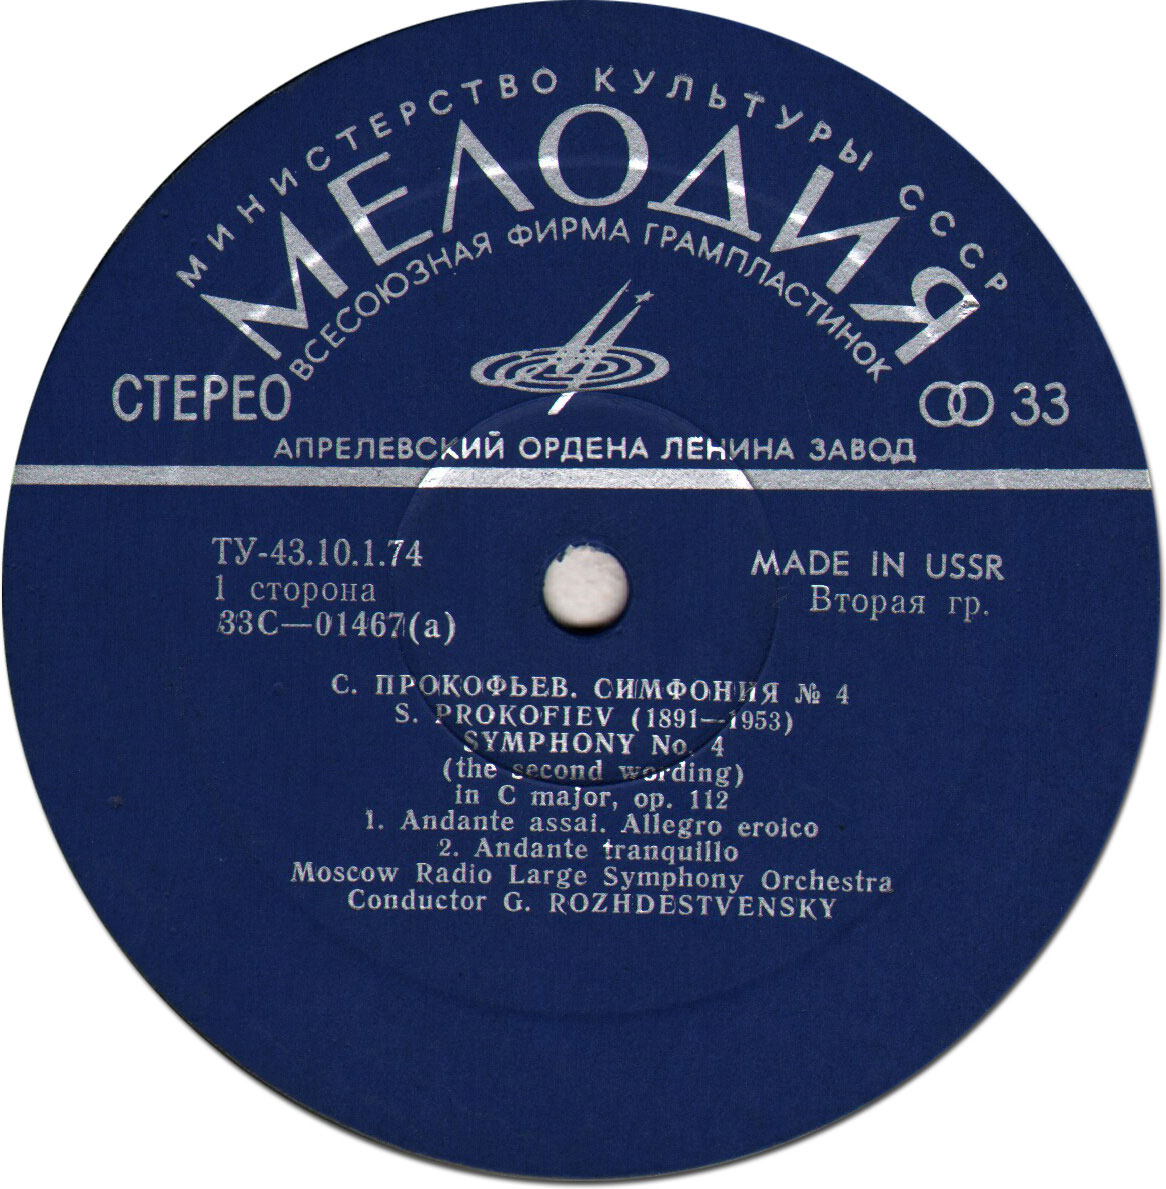 МИНИСТЕРСТВО КУЛЬТУРЫ СССР
МЕЛОДИЯ
ВСЕСОЮЗНАЯ ФИРМА ГРАМПЛАСТИНОК
СТЕРЕО
33
АПРЕЛЕВСКИЙ ОРДЕНА ЛЕНИНА ЗАВОД
ТУ-43.10.1.74
1 сторона
33С—01467(а)
MADE IN USSR
Вторая гр.
С. ПРОКОФЬЕВ. СИМФОНИЯ № 4
S. PROKOFIEV (1891—1953)
SYMPHONY No. 4
(the second wording)
in C major, op. 112
1. Andante assai. Allegro eroico
2. Andante tranquillo
Moscow Radio Large Symphony Orchestra
Conductor G. ROZHDESTVENSKY